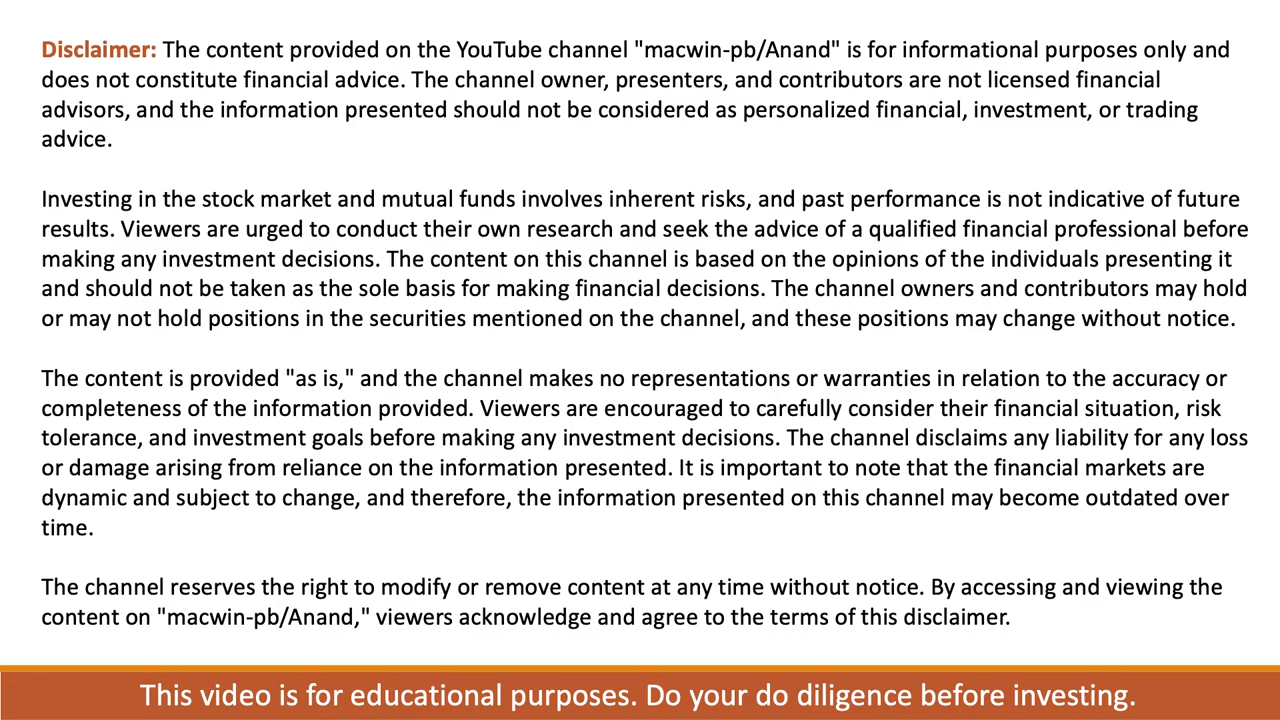 Disclaimer: The content provided on the YouTube channel "macwin-pb/Anand" is for informational purposes only and
does not constitute financial advice. The channel owner, presenters, and contributors are not licensed financial
advisors, and the information presented should not be considered as personalized financial, investment, or trading
advice.
Investing in the stock market and mutual funds involves inherent risks, and past performance is not indicative of future
results. Viewers are urged to conduct their own research and seek the advice of a qualified financial professional before
making any investment decisions. The content on this channel is based on the opinions of the individuals presenting it
and should not be taken as the sole basis for making financial decisions. The channel owners and contributors may hold
or may not hold positions in the securities mentioned on the channel, and these positions may change without notice.
The content is provided "as is," and the channel makes no representations or warranties in relation to the accuracy or
completeness of the information provided. Viewers are encouraged to carefully consider their financial situation, risk
tolerance, and investment goals before making any investment decisions. The channel disclaims any liability for any loss
or damage arising from reliance on the information presented. It is important to note that the financial markets are
dynamic and subject to change, and therefore, the information presented on this channel may become outdated over
time.
The channel reserves the right to modify or remove content at any time without notice. By accessing and viewing the
content on "macwin-pb/Anand," viewers acknowledge and agree to the terms of this disclaimer.
This video is for educational purposes. Do your do diligence before investing.